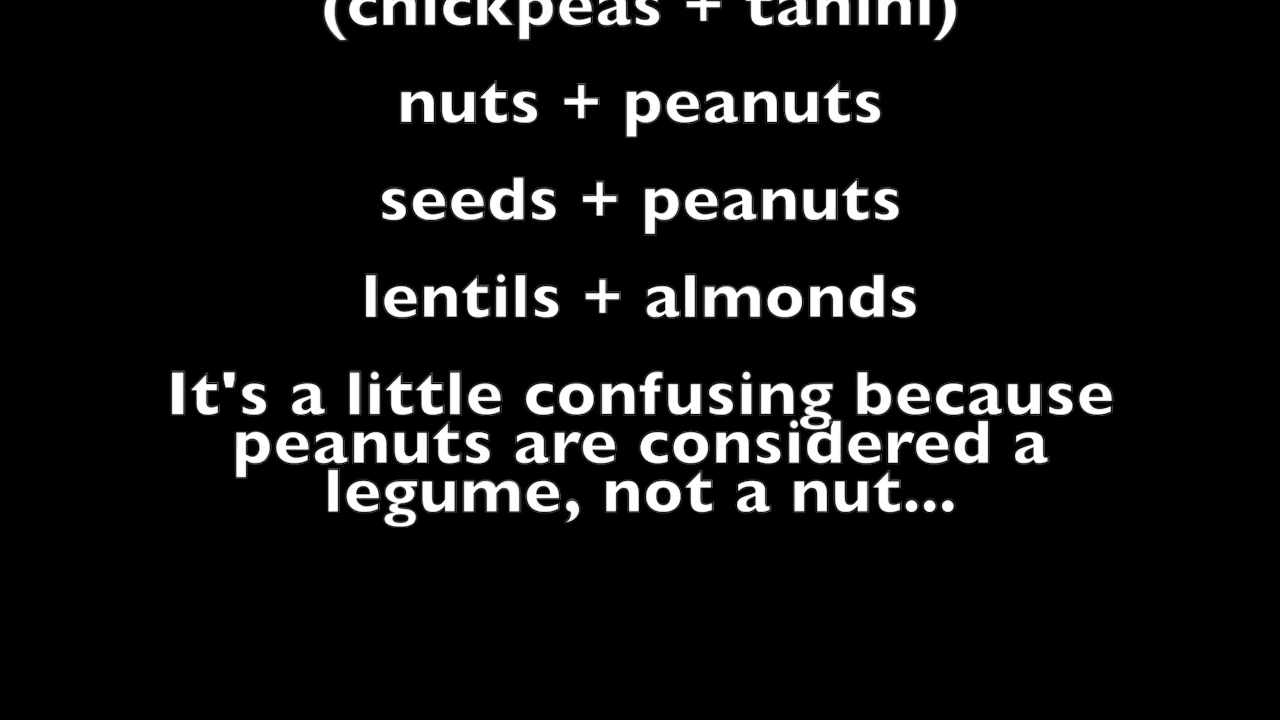 (chickpeas + tahini)
nuts + peanuts
seeds + peanuts
lentils + almonds
It's a little confusing because
peanuts are considered a
legume, not a nut...